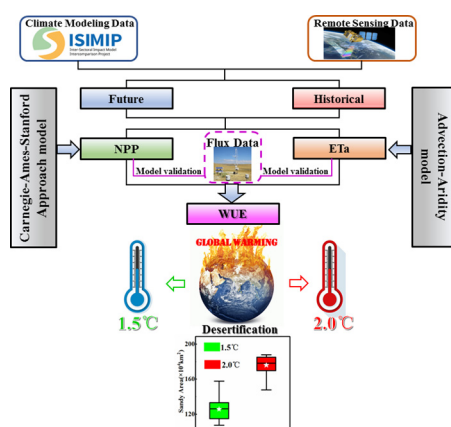 Climate Modeling Data
ISIMIP
Inter-Sectoral Impact Model
Intercomparison Project
Remote Sensing Data
Future
Historical
Carnegie-Ames-Stanford
Approach model
NPP
Flux Data
ETa
Advection-Aridity
model
Model validation
Model validation
WUE
GLOBAL WARMING
1.5℃
2.0℃
Desertification
1.5℃
2.0℃
Sandy Area(×10⁴km²)
200
160
120